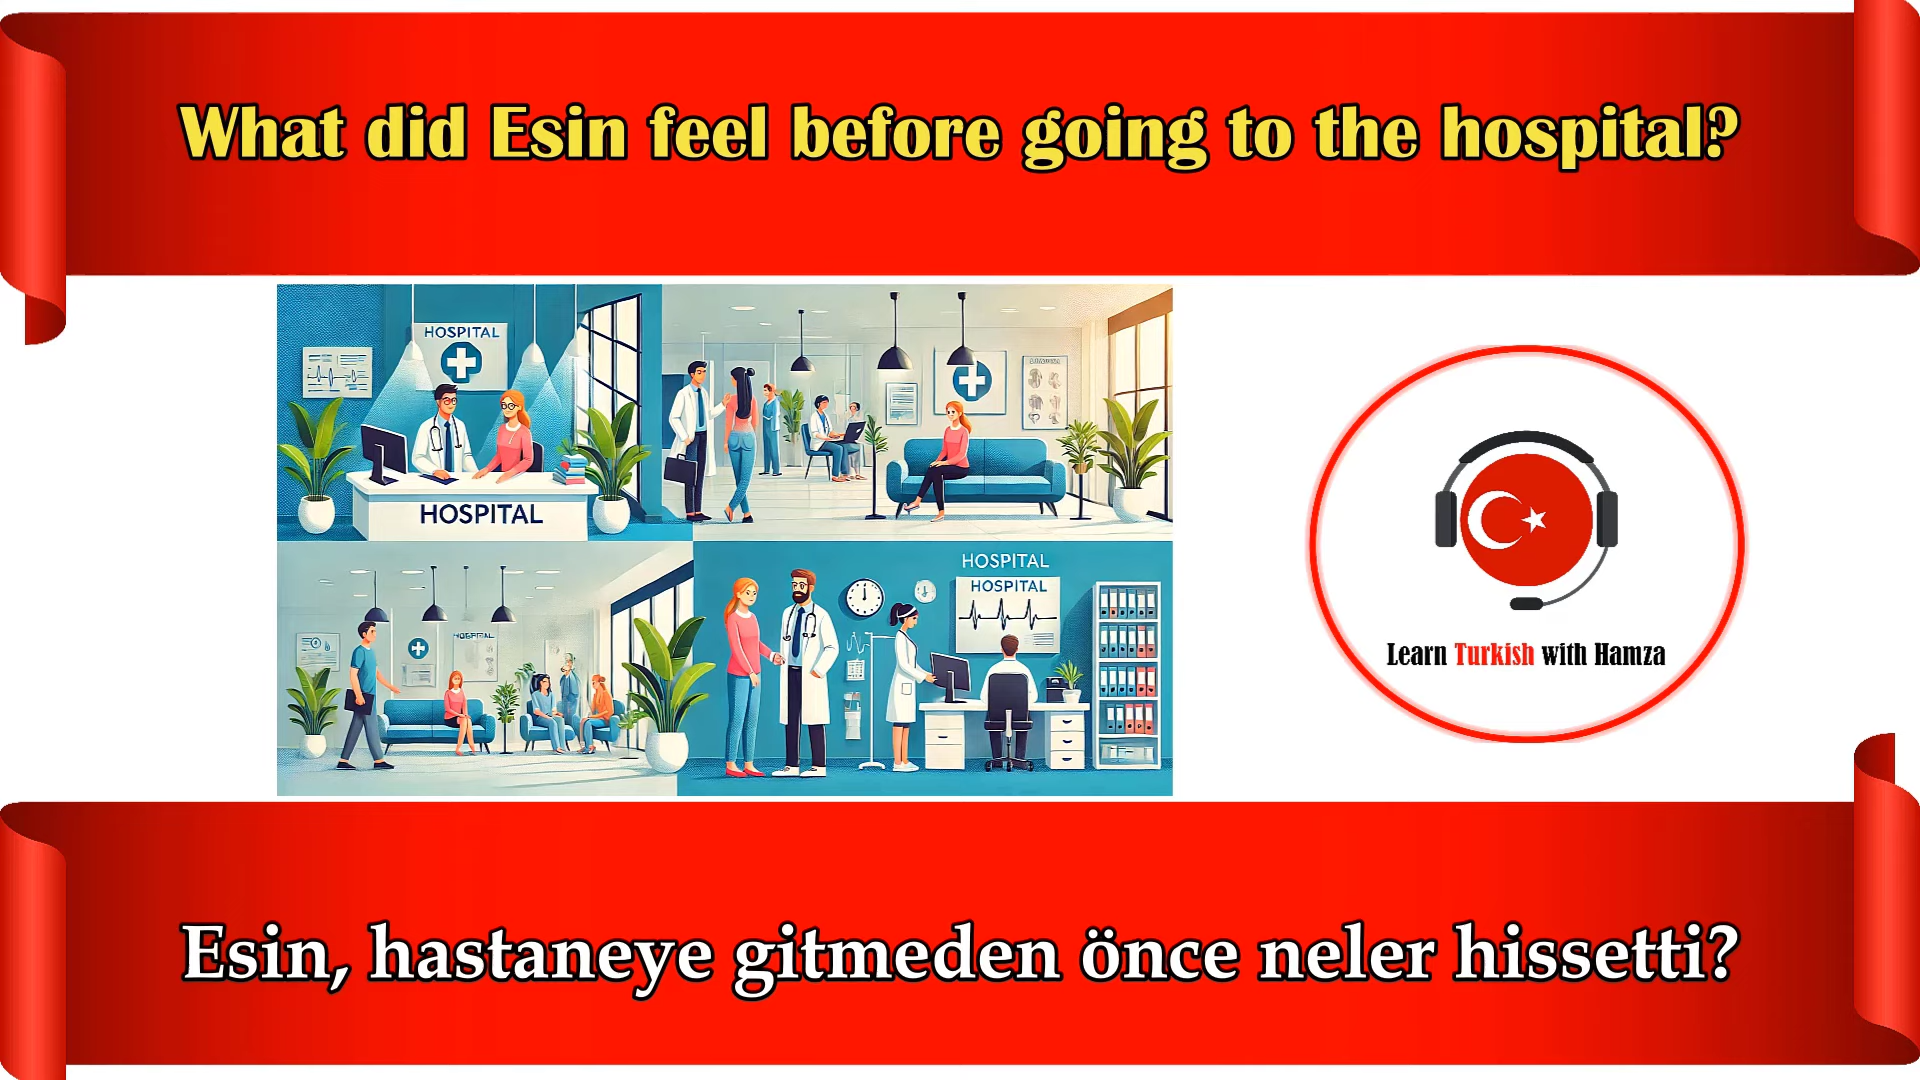 What did Esin feel before going to the hospital?
HOSPITAL
HOSPITAL
HOSPITAL
HOSPITAL
HOSPITAL
Learn Turkish with Hamza
Esin, hastaneye gitmeden önce neler hissetti?